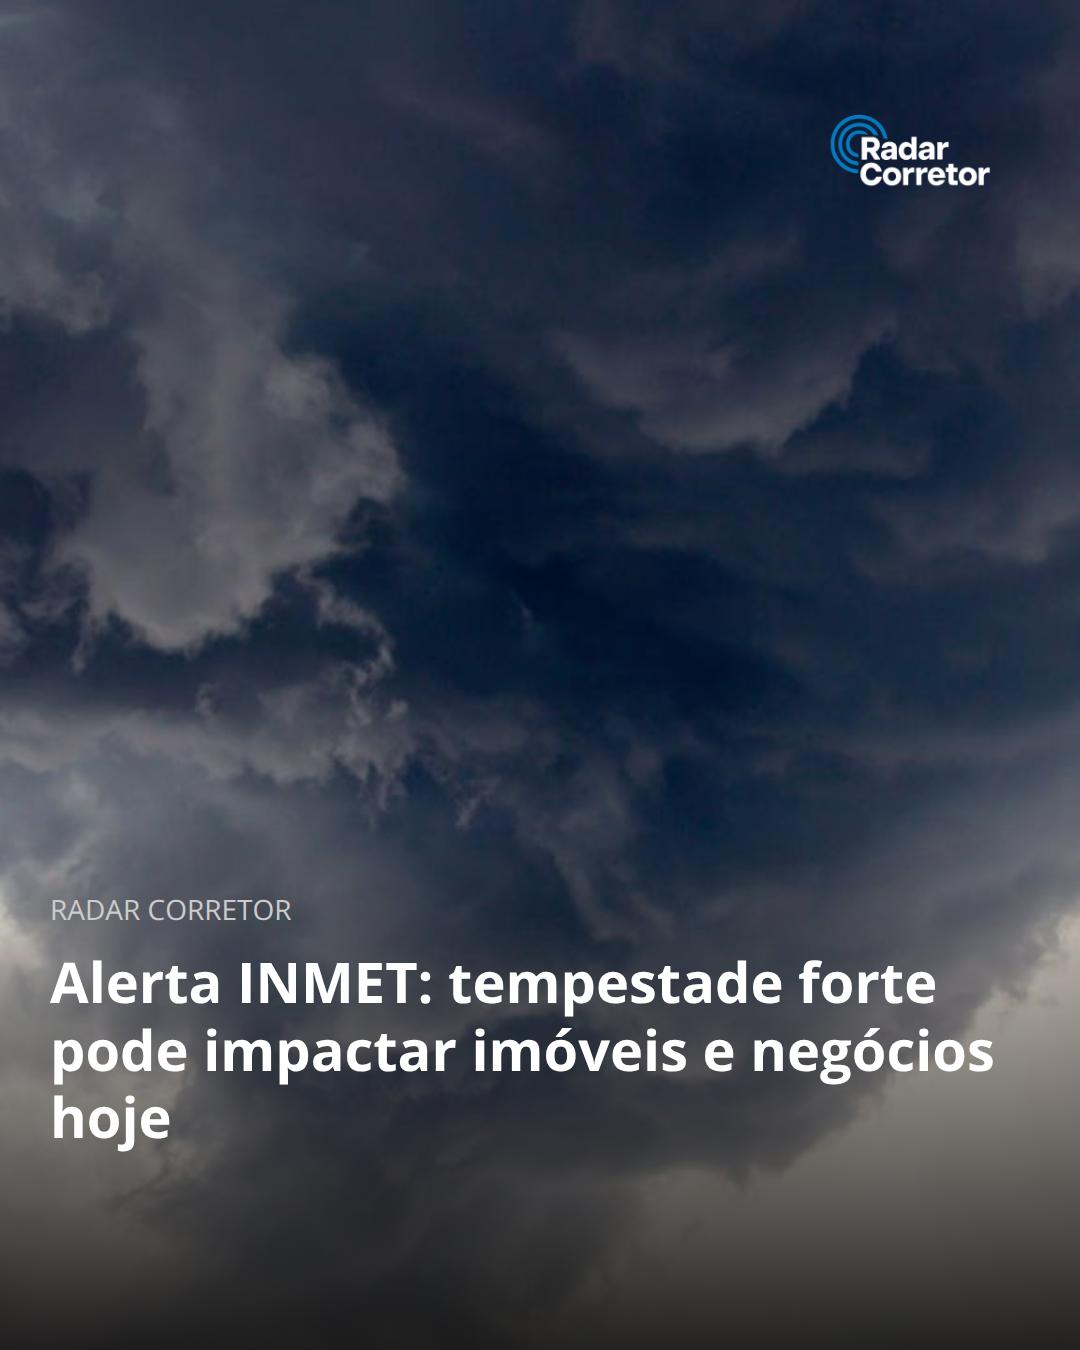 Radar
Corretor
RADAR CORRETOR
Alerta INMET: tempestade forte
pode impactar imóveis e negócios
hoje